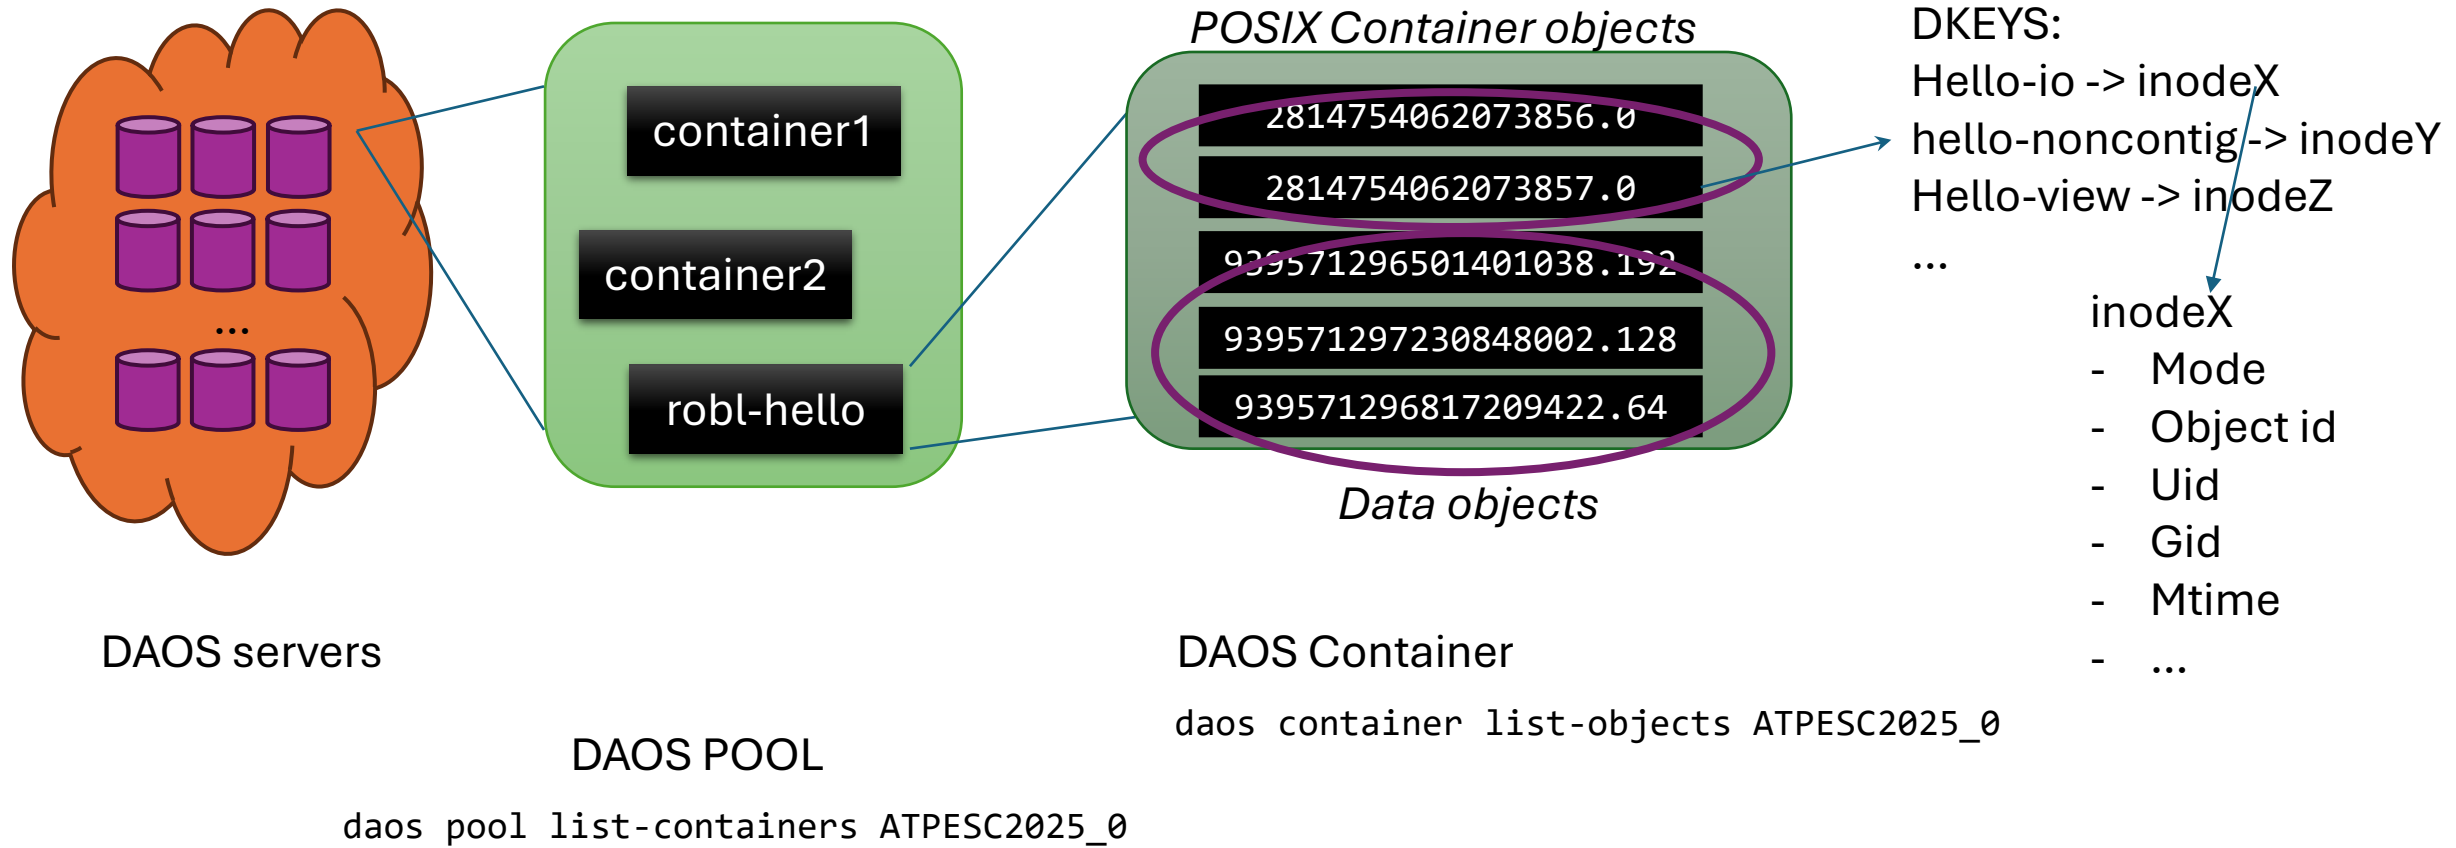 POSIX Container objects
container1
container2
robl-hello
2814754062073856.0
2814754062073857.0
939571296501401038.192
939571297230848002.128
939571296817209422.64
Data objects
DKEYS:
Hello-io -> inodeX
hello-noncontig -> inodeY
Hello-view -> inodeZ
...
inodeX
- Mode
- Object id
- Uid
- Gid
- Mtime
- ...
...
DAOS servers
DAOS Container
daos container list-objects ATPESC2025_0
DAOS POOL
daos pool list-containers ATPESC2025_0